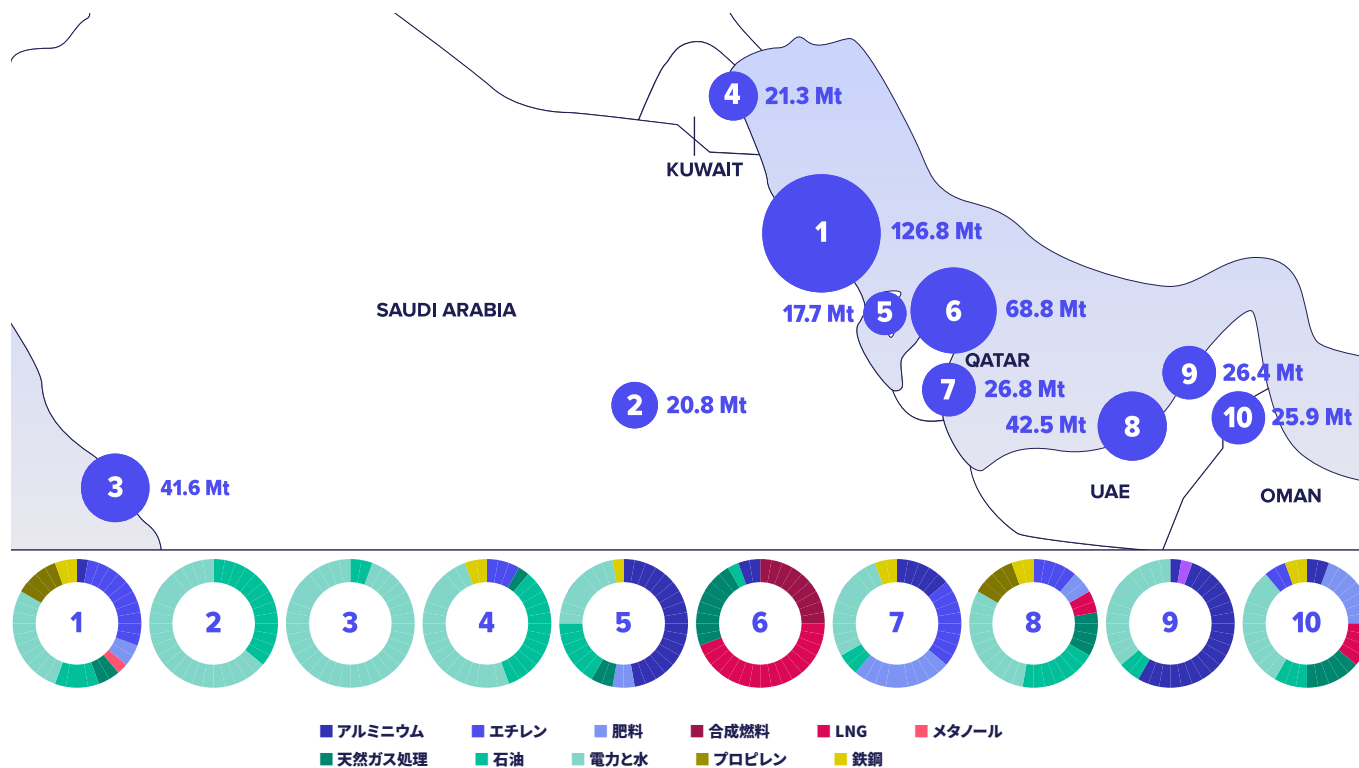 4 21.3 Mt
KUWAIT
1 126.8 Mt
SAUDI ARABIA
17.7 Mt 5 6 68.8 Mt
QATAR
9 26.4 Mt
7 26.8 Mt
2 20.8 Mt
42.5 Mt 8 10 25.9 Mt
3 41.6 Mt
UAE
OMAN
1 2 3 4 5 6 7 8 9 10
アルミニウム エチレン 肥料 合成燃料 LNG メタノール
天然ガス処理 石油 電力と水 プロピレン 鉄鋼